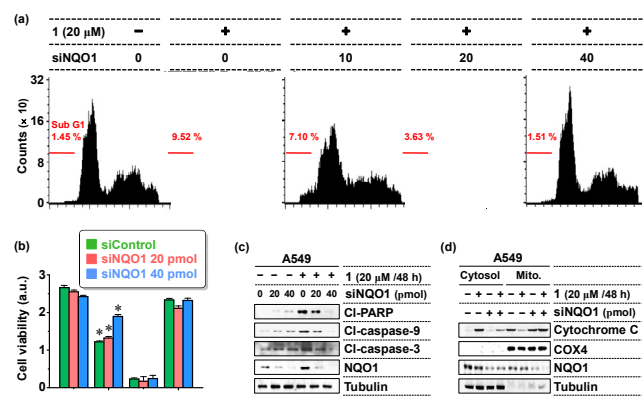 (a)
1 (20 μM) − + + + +
siNQO1 0 0 10 20 40
Counts (× 10)
32
24
16
8
0
Sub G1
1.45 %
9.52 %
7.10 %
3.63 %
1.51 %
(b)
siControl
siNQO1 20 pmol
siNQO1 40 pmol
Cell viability (a.u.)
3
2
1
0
* * *
(c)
A549
− − − + + + 1 (20 μM /48 h)
0 20 40 0 20 40 siNQO1 (pmol)
Cl-PARP
Cl-caspase-9
Cl-caspase-3
NQO1
Tubulin
(d)
A549
Cytosol Mito.
− + − + − + − + 1 (20 μM /48 h)
− − + + − − + + siNQO1 (pmol)
Cytochrome C
COX4
NQO1
Tubulin